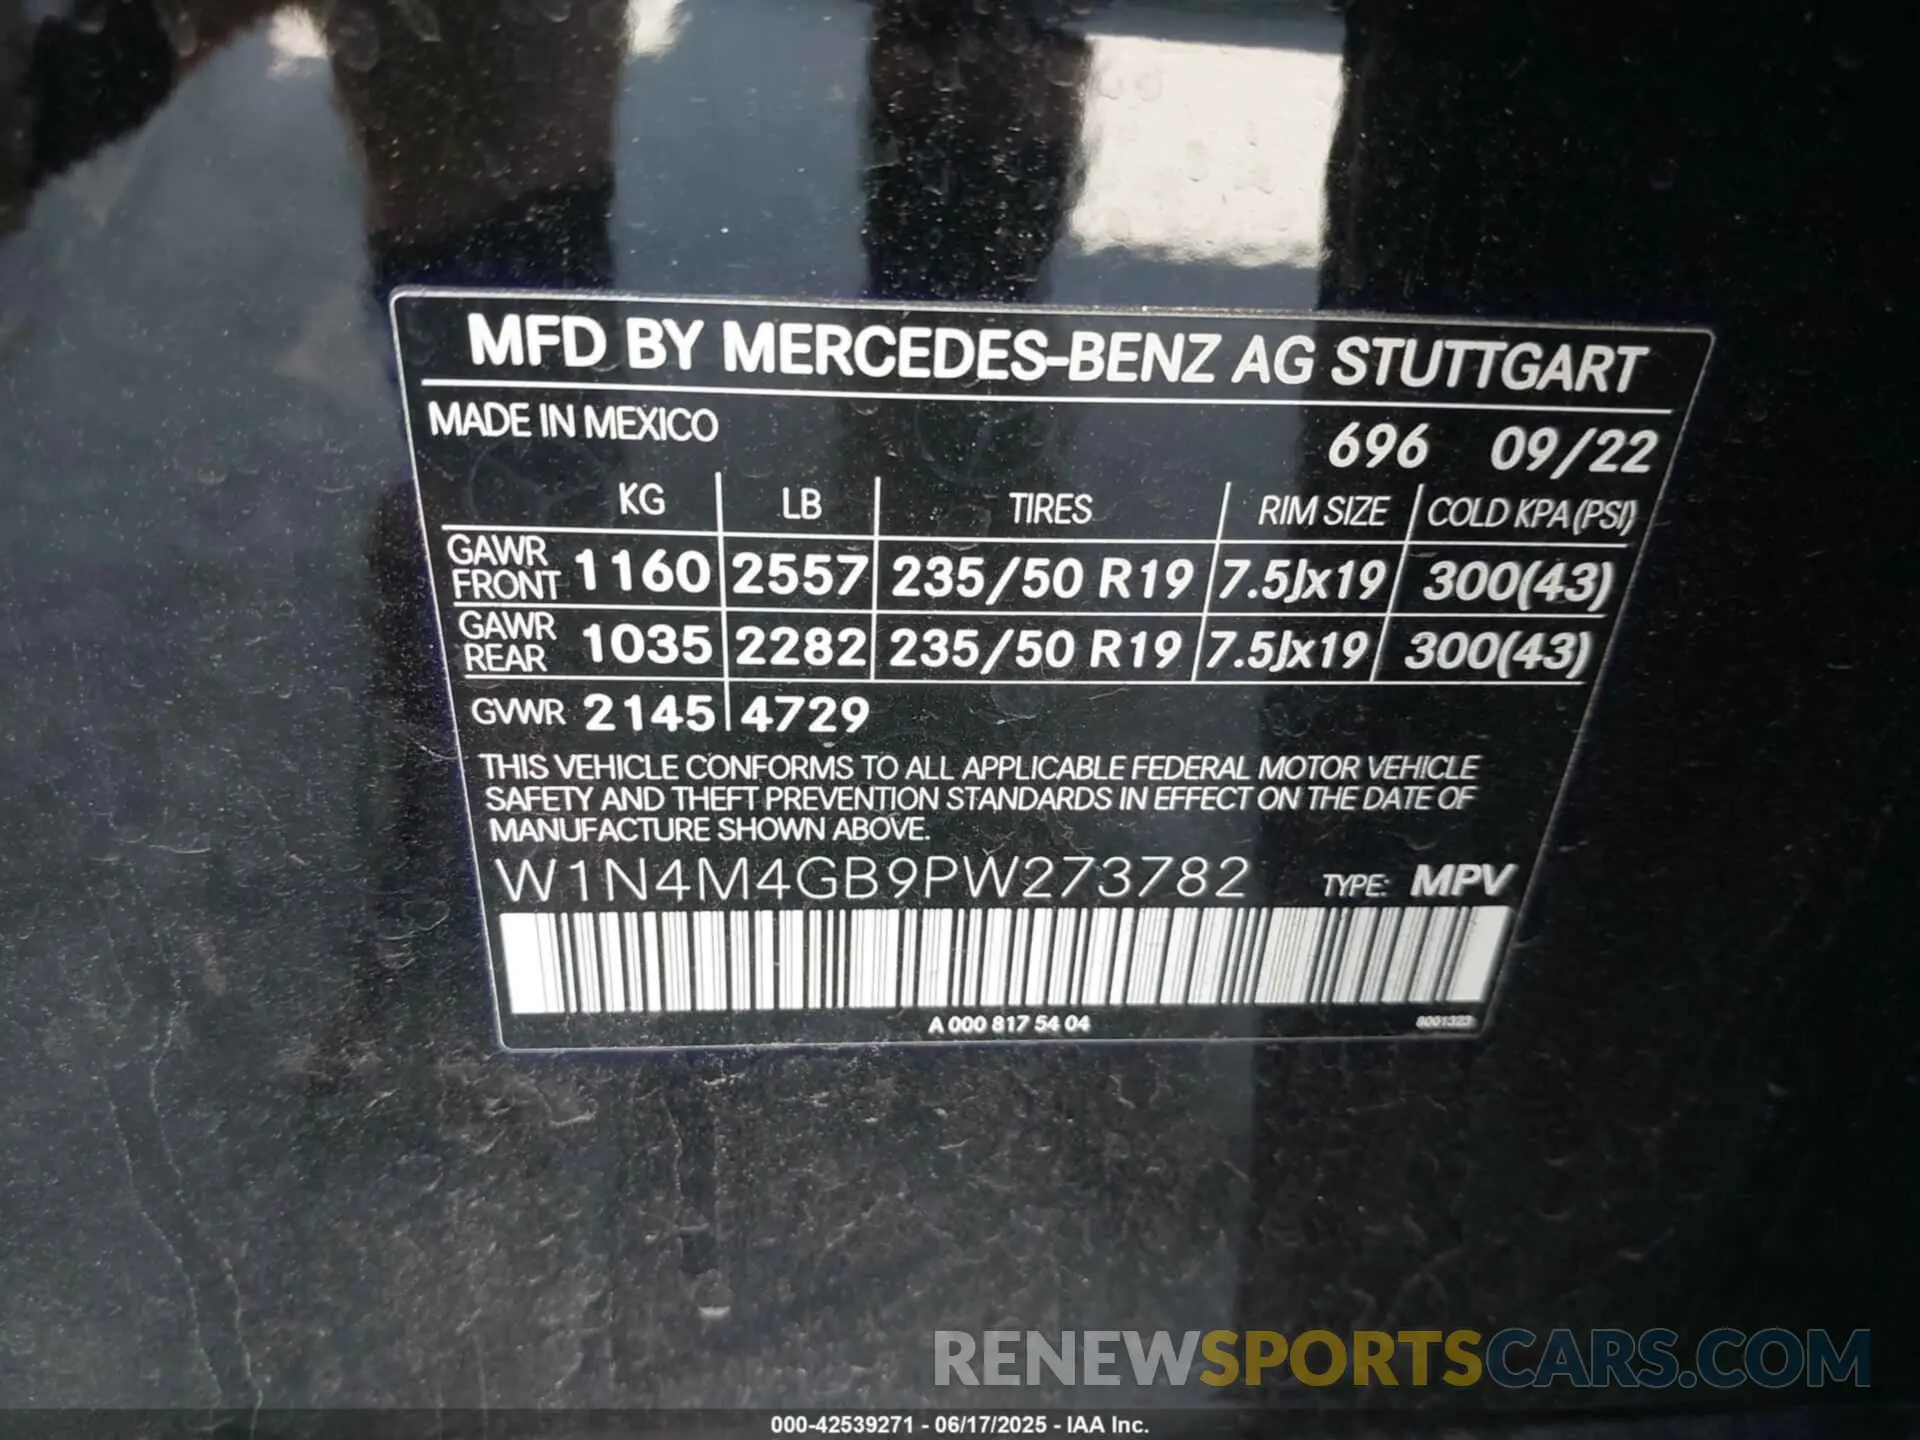 MFD BY MERCEDES-BENZ AG STUTTGART
MADE IN MEXICO
696 09/22
KG LB TIRES RIM SIZE COLD KPA (PSI)
GAWR FRONT 1160 2557 235/50 R19 7.5Jx19 300(43)
GAWR REAR 1035 2282 235/50 R19 7.5Jx19 300(43)
GVWR 2145 4729
THIS VEHICLE CONFORMS TO ALL APPLICABLE FEDERAL MOTOR VEHICLE
SAFETY AND THEFT PREVENTION STANDARDS IN EFFECT ON THE DATE OF
MANUFACTURE SHOWN ABOVE.
W1N4M4GB9PW273782 TYPE: MPV
A 000 817 54 04
RENEWSPORTSCARS.COM
000-42539271 - 06/17/2025 - IAA Inc.